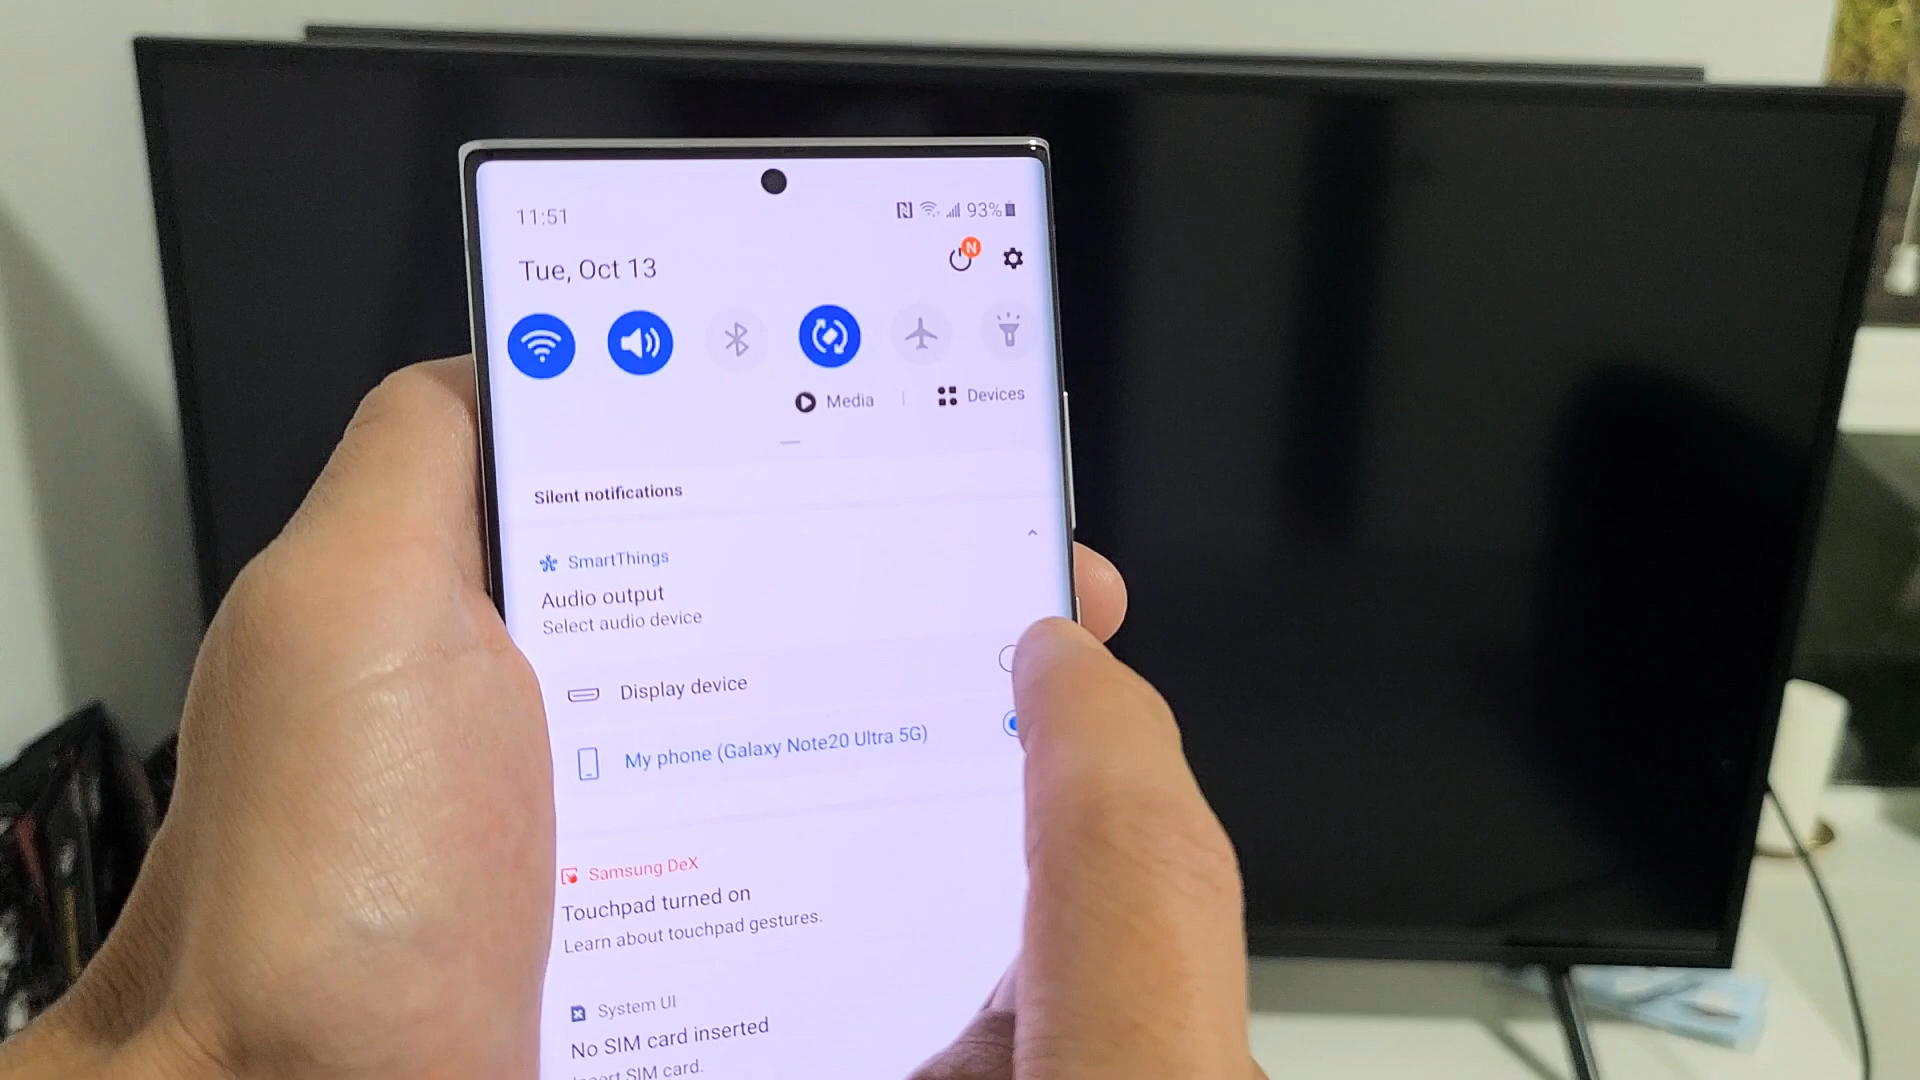 11:51
93%
N
Tue, Oct 13
Media
Devices
Silent notifications
SmartThings
Audio output
Select audio device
Display device
My phone (Galaxy Note20 Ultra 5G)
Samsung DeX
Touchpad turned on
Learn about touchpad gestures.
System UI
No SIM card inserted
SIM card.